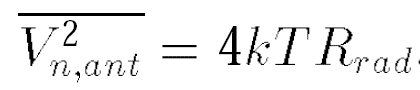 $\overline{V_{n,ant}^2} = 4kTR_{rad}.$